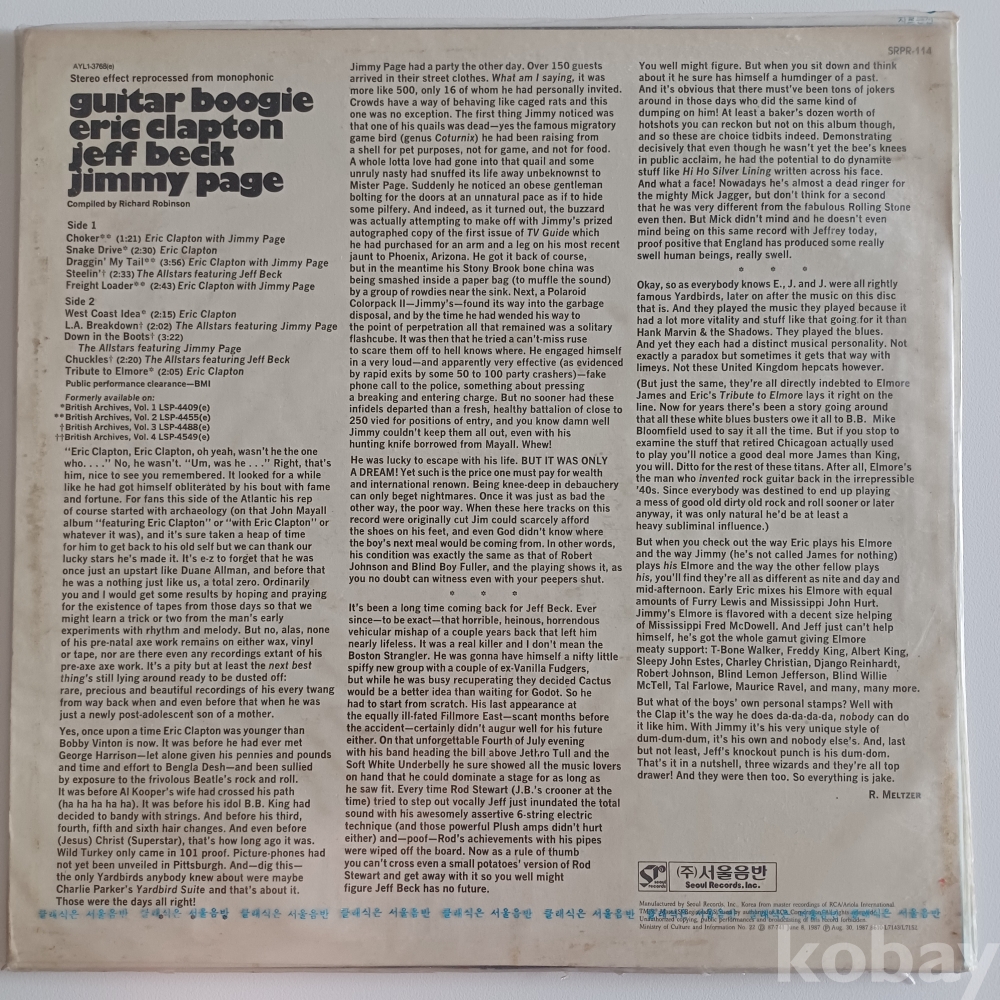 SRPR-114
AYL1-3768(e)
Stereo effect reprocessed from monophonic
guitar boogie
eric clapton
jeff beck
jimmy page
Compiled by Richard Robinson
Side 1
Choker** (1:21) Eric Clapton with Jimmy Page
Snake Drive* (2:30) Eric Clapton
Draggin' My Tail** (3:56) Eric Clapton with Jimmy Page
Steelin'† (2:33) The Allstars featuring Jeff Beck
Freight Loader** (2:43) Eric Clapton with Jimmy Page
Side 2
West Coast Idea* (2:15) Eric Clapton
L.A. Breakdown† (2:02) The Allstars featuring Jimmy Page
Down in the Boots† (3:22)
The Allstars featuring Jimmy Page
Chuckles† (2:20) The Allstars featuring Jeff Beck
Tribute to Elmore* (2:05) Eric Clapton
Public performance clearance—BMI
Formerly available on:
*British Archives, Vol. 1 LSP-4409(e)
**British Archives, Vol. 2 LSP-4455(e)
†British Archives, Vol. 3 LSP-4488(e)
††British Archives, Vol. 4 LSP-4549(e)
"Eric Clapton, Eric Clapton, oh yeah, wasn't he the one
who. . . ." No, he wasn't. "Um, was he . . ." Right, that's
him, nice to see you remembered. It looked for a while
like he had got himself obliterated by his bout with fame
and fortune. For fans this side of the Atlantic his rep
of course started with archaeology (on that John Mayall
album "featuring Eric Clapton" or "with Eric Clapton" or
whatever it was), and it's sure taken a heap of time
for him to get back to his old self but we can thank our
lucky stars he's made it. It's e-z to forget that he was
once just an upstart like Duane Allman, and before that
he was a nothing just like us, a total zero. Ordinarily
you and I would get some results by hoping and praying
for the existence of tapes from those days so that we
might learn a trick or two from the man's early
experiments with rhythm and melody. But no, alas, none
of his pre-natal axe work remains on either wax, vinyl
or tape, nor are there even any recordings extant of his
pre-axe axe work. It's a pity but at least the next best
thing's still lying around ready to be dusted off:
rare, precious and beautiful recordings of his every twang
from way back when and even before that when he was
just a newly post-adolescent son of a mother.
Yes, once upon a time Eric Clapton was younger than
Bobby Vinton is now. It was before he had ever met
George Harrison—let alone given his pennies and pounds
and time and effort to Bengla Desh—and been sullied
by exposure to the frivolous Beatle's rock and roll.
It was before Al Kooper's wife had crossed his path
(ha ha ha ha). It was before his idol B.B. King had
decided to bandy with strings. And before his third,
fourth, fifth and sixth hair changes. And even before
(Jesus) Christ (Superstar), that's how long ago it was.
Wild Turkey only came in 101 proof. Picture-phones had
not yet been unveiled in Pittsburgh. And—dig this—
the only Yardbirds anybody knew about were maybe
Charlie Parker's Yardbird Suite and that's about it.
Those were the days all right!
Jimmy Page had a party the other day. Over 150 guests
arrived in their street clothes. What am I saying, it was
more like 500, only 16 of whom he had personally invited.
Crowds have a way of behaving like caged rats and this
one was no exception. The first thing Jimmy noticed was
that one of his quails was dead—yes the famous migratory
game bird (genus Coturnix) he had been raising from
a shell for pet purposes, not for game, and not for food.
A whole lotta love had gone into that quail and some
unruly nasty had snuffed its life away unbeknownst to
Mister Page. Suddenly he noticed an obese gentleman
bolting for the doors at an unnatural pace as if to hide
some pilfery. And indeed, as it turned out, the buzzard
was actually attempting to make off with Jimmy's prized
autographed copy of the first issue of TV Guide which
he had purchased for an arm and a leg on his most recent
jaunt to Phoenix, Arizona. He got it back of course,
but in the meantime his Stony Brook bone china was
being smashed inside a paper bag (to muffle the sound)
by a group of rowdies near the sink. Next, a Polaroid
Colorpack II—Jimmy's—found its way into the garbage
disposal, and by the time he had wended his way to
the point of perpetration all that remained was a solitary
flashcube. It was then that he tried a can't-miss ruse
to scare them off to hell knows where. He engaged himself
in a very loud—and apparently very effective (as evidenced
by rapid exits by some 50 to 100 party crashers)—fake
phone call to the police, something about pressing
a breaking and entering charge. But no sooner had these
infidels departed than a fresh, healthy battalion of close to
250 vied for positions of entry, and you know damn well
Jimmy couldn't keep them all out, even with his
hunting knife borrowed from Mayall. Whew!
He was lucky to escape with his life. BUT IT WAS ONLY
A DREAM! Yet such is the price one must pay for wealth
and international renown. Being knee-deep in debauchery
can only beget nightmares. Once it was just as bad the
other way, the poor way. When these here tracks on this
record were originally cut Jim could scarcely afford
the shoes on his feet, and even God didn't know where
the boy's next meal would be coming from. In other words,
his condition was exactly the same as that of Robert
Johnson and Blind Boy Fuller, and the playing shows it, as
you no doubt can witness even with your peepers shut.
* * *
It's been a long time coming back for Jeff Beck. Ever
since—to be exact—that horrible, heinous, horrendous
vehicular mishap of a couple years back that left him
nearly lifeless. It was a real killer and I don't mean the
Boston Strangler. He was gonna have himself a nifty little
spiffy new group with a couple of ex-Vanilla Fudgers,
but while he was busy recuperating they decided Cactus
would be a better idea than waiting for Godot. So he
had to start from scratch. His last appearance at
the equally ill-fated Fillmore East—scant months before
the accident—certainly didn't augur well for his future
either. On that unforgettable Fourth of July evening
with his band heading the bill above Jethro Tull and the
Soft White Underbelly he sure showed all the music lovers
on hand that he could dominate a stage for as long as
he saw fit. Every time Rod Stewart (J.B.'s crooner at the
time) tried to step out vocally Jeff just inundated the total
sound with his awesomely assertive 6-string electric
technique (and those powerful Plush amps didn't hurt
either) and—poof—Rod's achievements with his pipes
were wiped off the board. Now as a rule of thumb
you can't cross even a small potatoes' version of Rod
Stewart and get away with it so you well might
figure Jeff Beck has no future.
You well might figure. But when you sit down and think
about it he sure has himself a humdinger of a past.
And it's obvious that there must've been tons of jokers
around in those days who did the same kind of
dumping on him! At least a baker's dozen worth of
hotshots you can reckon but not on this album though,
and so these are choice tidbits indeed. Demonstrating
decisively that even though he wasn't yet the bee's knees
in public acclaim, he had the potential to do dynamite
stuff like Hi Ho Silver Lining written across his face.
And what a face! Nowadays he's almost a dead ringer for
the mighty Mick Jagger, but don't think for a second
that he was very different from the fabulous Rolling Stone
even then. But Mick didn't mind and he doesn't even
mind being on this same record with Jeffrey today,
proof positive that England has produced some really
swell human beings, really swell.
* * *
Okay, so as everybody knows E., J. and J. were all rightly
famous Yardbirds, later on after the music on this disc
that is. And they played the music they played because it
had a lot more vitality and stuff like that going for it than
Hank Marvin & the Shadows. They played the blues.
And yet they each had a distinct musical personality. Not
exactly a paradox but sometimes it gets that way with
limeys. Not these United Kingdom hepcats however.
(But just the same, they're all directly indebted to Elmore
James and Eric's Tribute to Elmore lays it right on the
line. Now for years there's been a story going around
that all these white blues busters owe it all to B.B. Mike
Bloomfield used to say it all the time. But if you stop to
examine the stuff that retired Chicagoan actually used
to play you'll notice a good deal more James than King,
you will. Ditto for the rest of these titans. After all, Elmore's
the man who invented rock guitar back in the irrepressible
'40s. Since everybody was destined to end up playing
a mess of good old dirty old rock and roll sooner or later
anyway, it was only natural he'd be at least a
heavy subliminal influence.)
But when you check out the way Eric plays his Elmore
and the way Jimmy (he's not called James for nothing)
plays his Elmore and the way the other fellow plays
his, you'll find they're all as different as nite and day and
mid-afternoon. Early Eric mixes his Elmore with equal
amounts of Furry Lewis and Mississippi John Hurt.
Jimmy's Elmore is flavored with a decent size helping
of Mississippi Fred McDowell. And Jeff just can't help
himself, he's got the whole gamut giving Elmore
meaty support: T-Bone Walker, Freddy King, Albert King,
Sleepy John Estes, Charley Christian, Django Reinhardt,
Robert Johnson, Blind Lemon Jefferson, Blind Willie
McTell, Tal Farlowe, Maurice Ravel, and many, many more.
But what of the boys' own personal stamps? Well with
the Clap it's the way he does da-da-da-da, nobody can do
it like him. With Jimmy it's his very unique style of
dum-dum-dum, it's his own and nobody else's. And, last
but not least, Jeff's knockout punch is his dum-dom.
That's it in a nutshell, three wizards and they're all top
drawer! And they were then too. So everything is jake.
R. MELTZER
seoul records
(주)서울음반
Seoul Records, Inc.
Manufactured by Seoul Records, Inc., Korea from master recordings of RCA/Ariola International.
Unauthorized copying, public performances and broadcasting of this record forbidden.
Ministry of Culture and Information No. 22
클래식은 서울음반 클래식은 서울음반 클래식은 서울음반 클래식은 서울음반 클래식은 서울음반
kobay